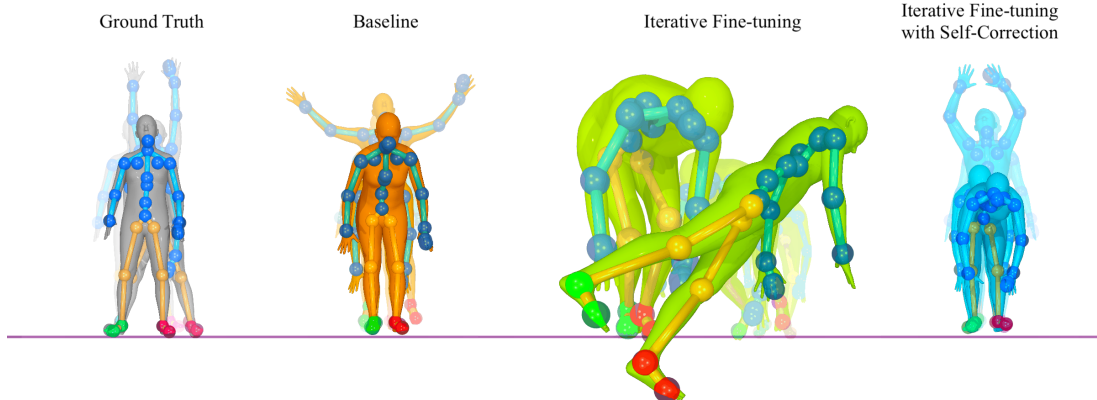 Ground Truth
Baseline
Iterative Fine-tuning
Iterative Fine-tuning
with Self-Correction